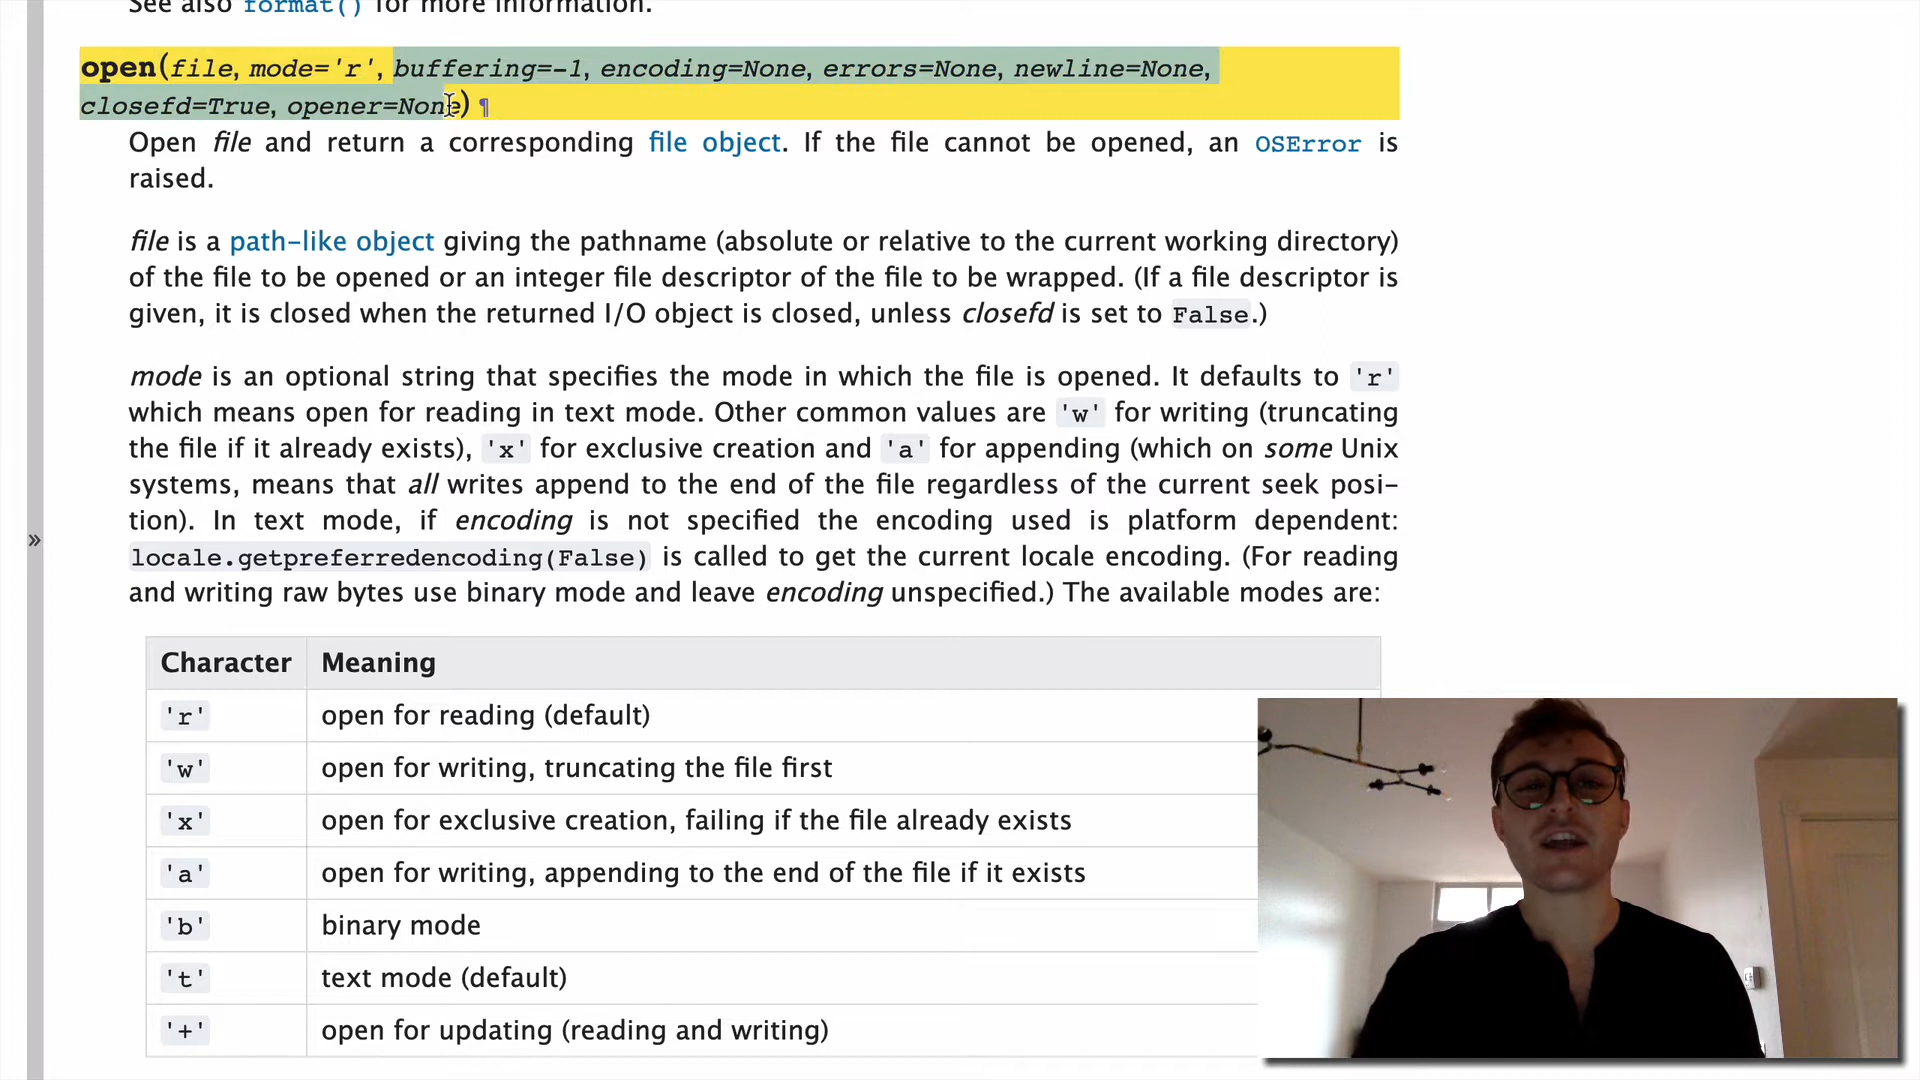 See also format() for more information.
open(file, mode='r', buffering=-1, encoding=None, errors=None, newline=None,
closefd=True, opener=None) ¶
Open file and return a corresponding file object. If the file cannot be opened, an OSError is
raised.
file is a path-like object giving the pathname (absolute or relative to the current working directory)
of the file to be opened or an integer file descriptor of the file to be wrapped. (If a file descriptor is
given, it is closed when the returned I/O object is closed, unless closefd is set to False.)
mode is an optional string that specifies the mode in which the file is opened. It defaults to 'r'
which means open for reading in text mode. Other common values are 'w' for writing (truncating
the file if it already exists), 'x' for exclusive creation and 'a' for appending (which on some Unix
systems, means that all writes append to the end of the file regardless of the current seek posi-
tion). In text mode, if encoding is not specified the encoding used is platform dependent:
locale.getpreferredencoding(False) is called to get the current locale encoding. (For reading
and writing raw bytes use binary mode and leave encoding unspecified.) The available modes are:
Character Meaning
'r' open for reading (default)
'w' open for writing, truncating the file first
'x' open for exclusive creation, failing if the file already exists
'a' open for writing, appending to the end of the file if it exists
'b' binary mode
't' text mode (default)
'+' open for updating (reading and writing)
»